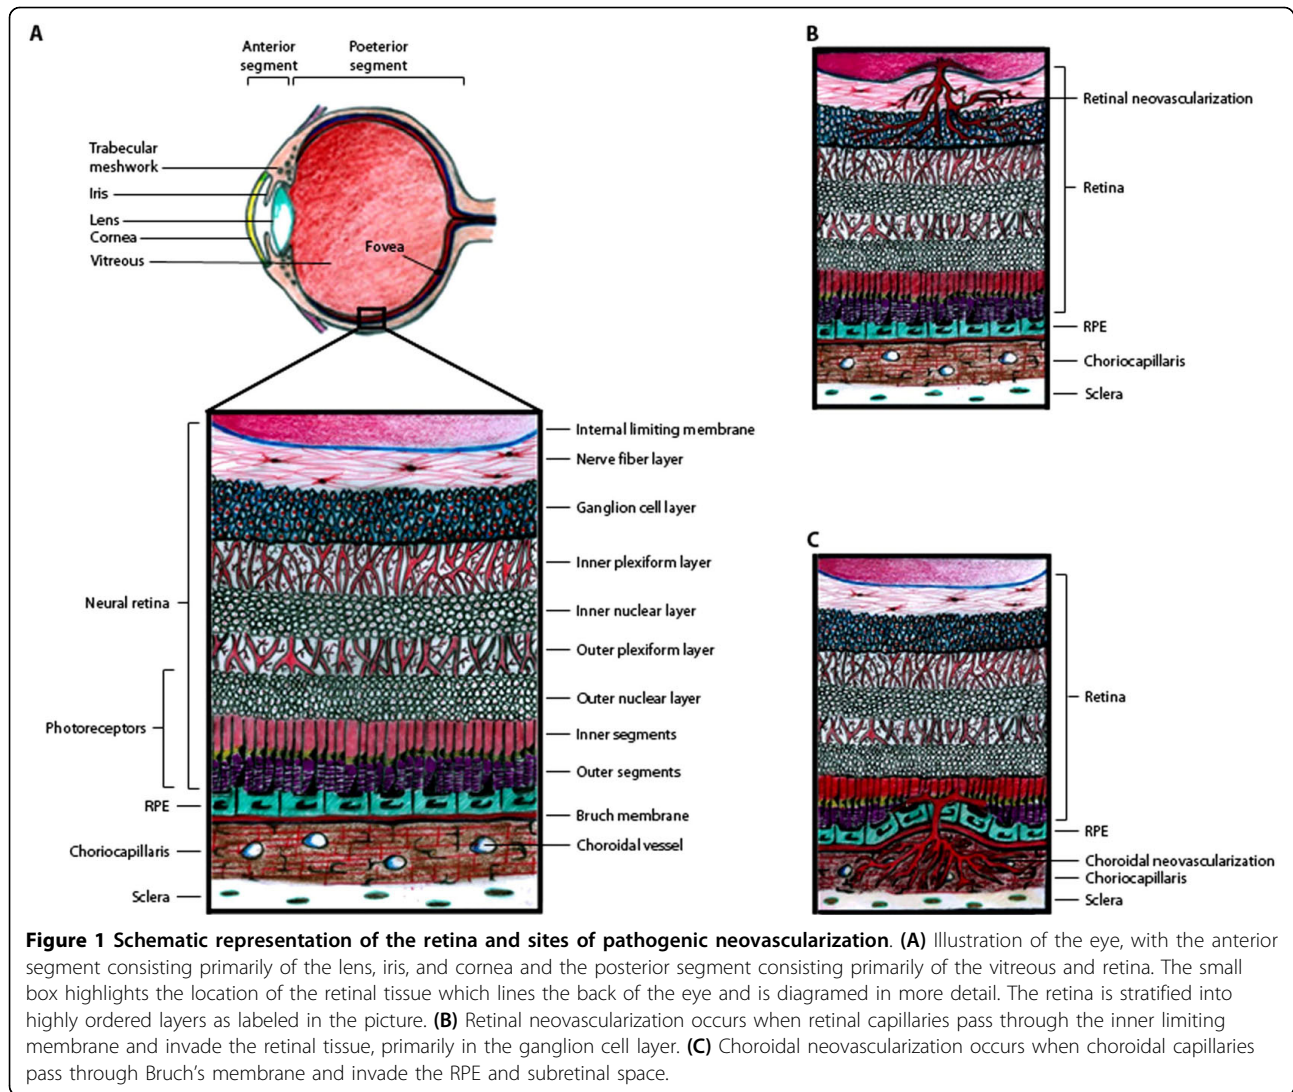 A
Anterior
segment
Poeterior
segment
Trabecular
meshwork
Iris
Lens
Cornea
Vitreous
Fovea
Neural retina
Photoreceptors
RPE
Choriocapillaris
Sclera
Internal limiting membrane
Nerve fiber layer
Ganglion cell layer
Inner plexiform layer
Inner nuclear layer
Outer plexiform layer
Outer nuclear layer
Inner segments
Outer segments
Bruch membrane
Choroidal vessel
B
Retinal neovascularization
Retina
RPE
Choriocapillaris
Sclera
C
Retina
RPE
Choroidal neovascularization
Choriocapillaris
Sclera
Figure 1 Schematic representation of the retina and sites of pathogenic neovascularization. (A) Illustration of the eye, with the anterior
segment consisting primarily of the lens, iris, and cornea and the posterior segment consisting primarily of the vitreous and retina. The small
box highlights the location of the retinal tissue which lines the back of the eye and is diagramed in more detail. The retina is stratified into
highly ordered layers as labeled in the picture. (B) Retinal neovascularization occurs when retinal capillaries pass through the inner limiting
membrane and invade the retinal tissue, primarily in the ganglion cell layer. (C) Choroidal neovascularization occurs when choroidal capillaries
pass through Bruch's membrane and invade the RPE and subretinal space.